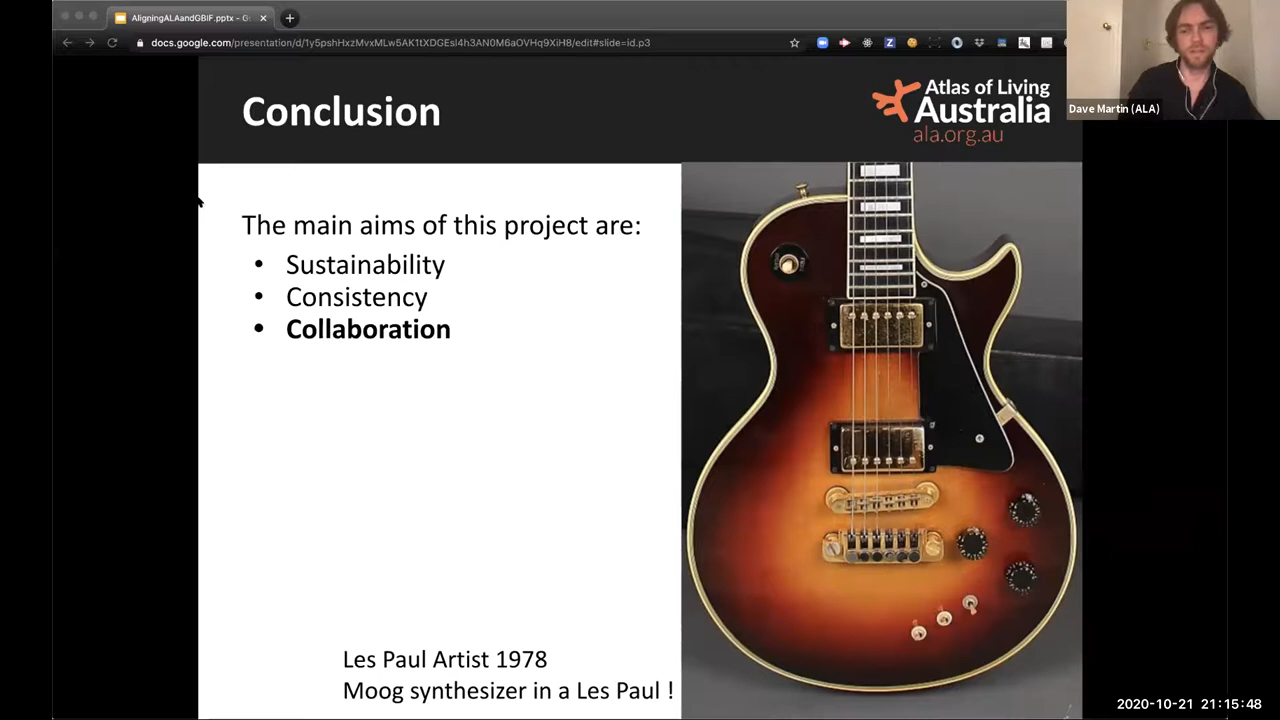 AligningALAandGBIF.pptx - G
docs.google.com/presentation/d/1y5pshHxzMvxMLw5AK1tXDGEsI4h3AN0M6aOVHq9XiH8/edit#slide=id.p3
Conclusion
Atlas of Living
Australia
ala.org.au
Dave Martin (ALA)
The main aims of this project are:
• Sustainability
• Consistency
• Collaboration
Les Paul Artist 1978
Moog synthesizer in a Les Paul !
2020-10-21 21:15:48